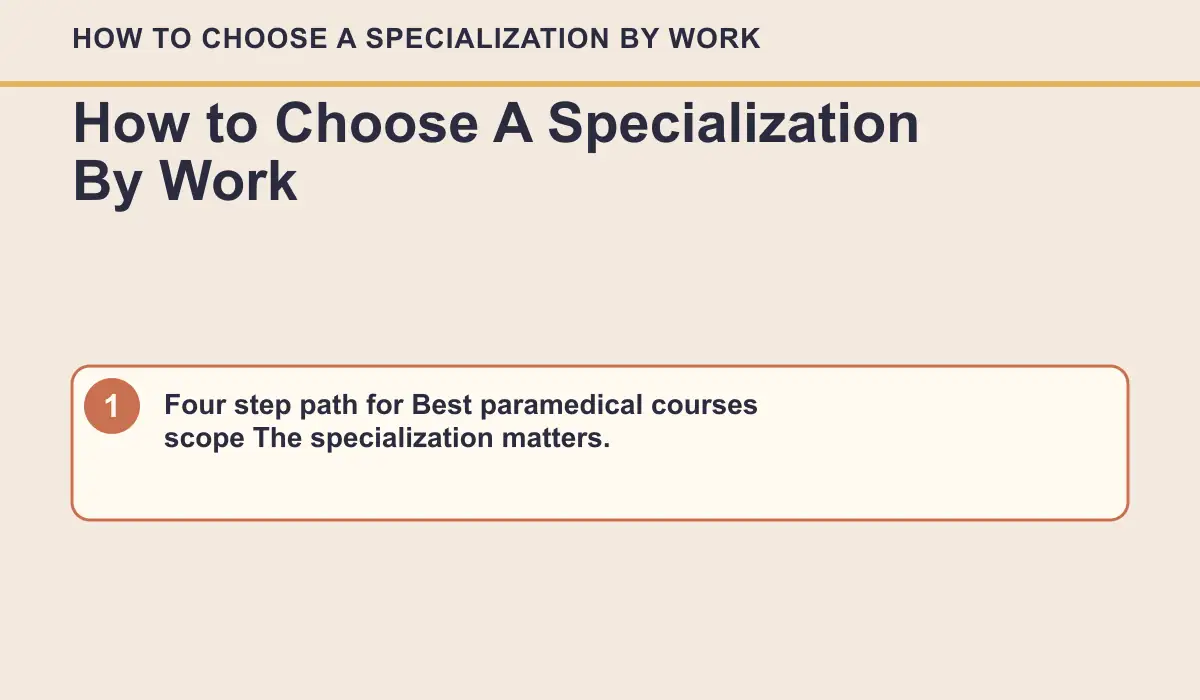 HOW TO CHOOSE A SPECIALIZATION BY WORK
How to Choose A Specialization
By Work
1
Four step path for Best paramedical courses
scope The specialization matters.